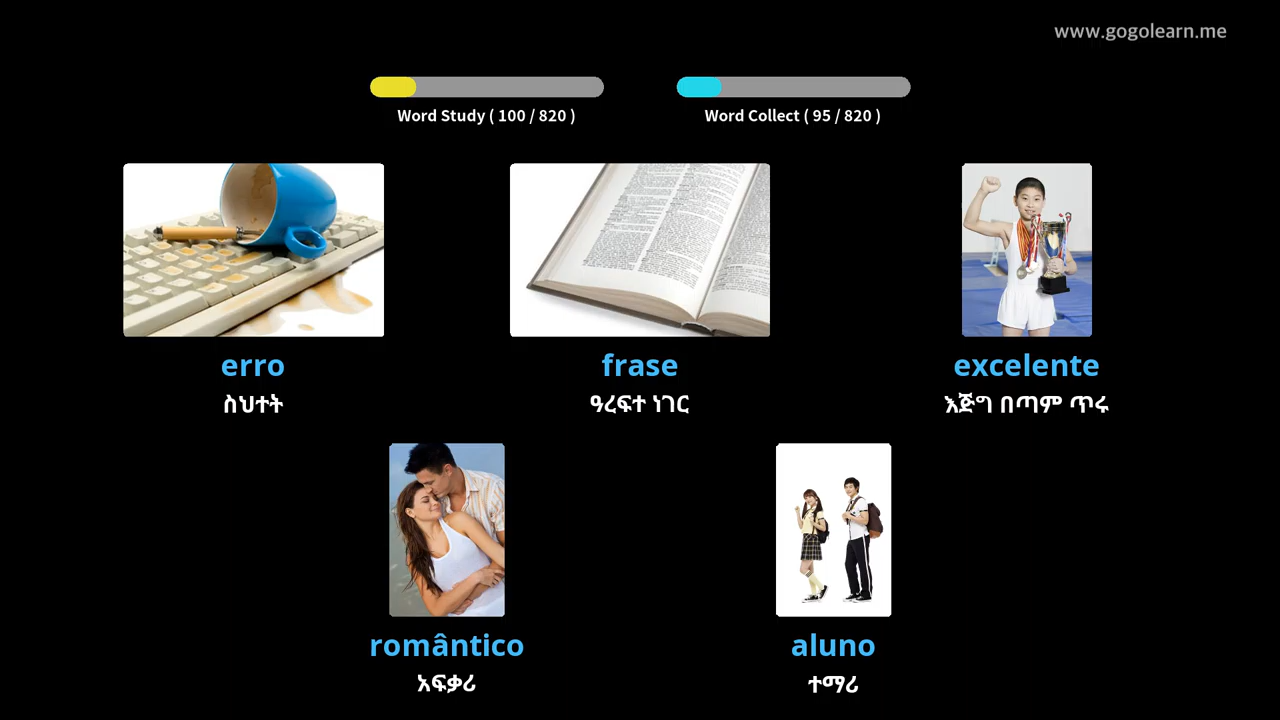 www.gogolearn.me
Word Study ( 100 / 820 )
Word Collect ( 95 / 820 )
erro
ስህተት
frase
ዓረፍተ ነገር
excelente
እጅግ በጣም ጥሩ
romântico
አፍቃሪ
aluno
ተማሪ